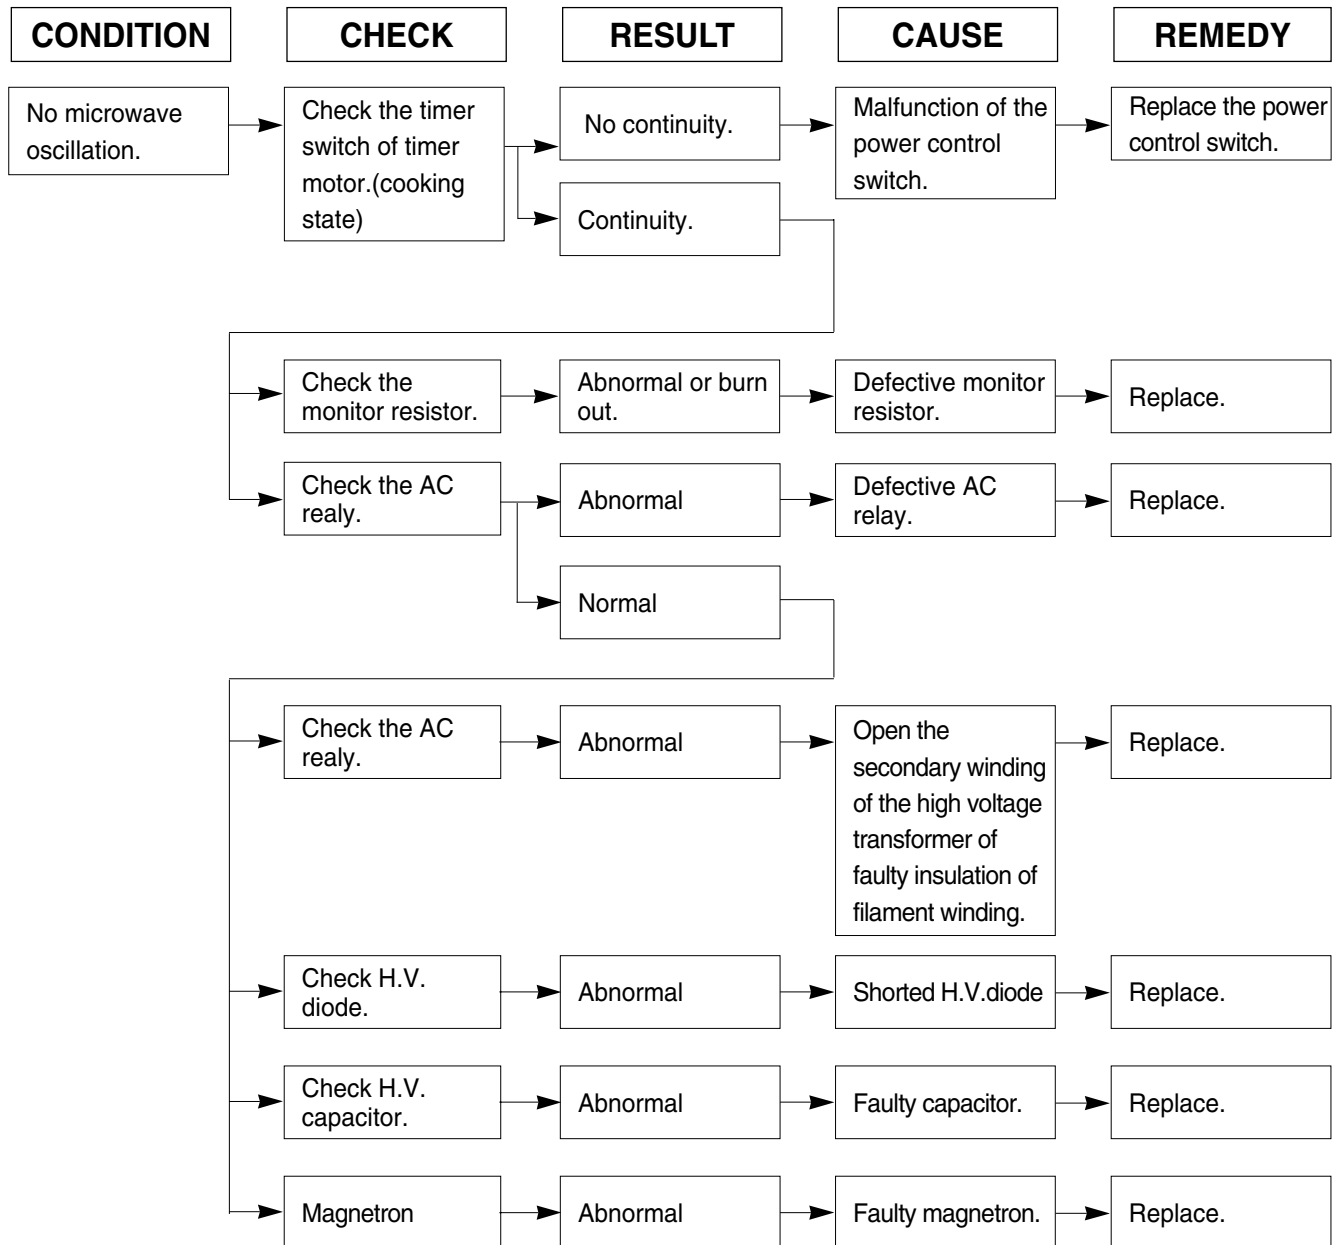 CONDITION
CHECK
RESULT
CAUSE
REMEDY
No microwave
oscillation.
Check the timer
switch of timer
motor.(cooking
state)
No continuity.
Malfunction of the
power control
switch.
Replace the power
control switch.
Continuity.
Check the
monitor resistor.
Abnormal or burn
out.
Defective monitor
resistor.
Replace.
Check the AC
realy.
Abnormal
Defective AC
relay.
Replace.
Normal
Check the AC
realy.
Abnormal
Open the
secondary winding
of the high voltage
transformer of
faulty insulation of
filament winding.
Replace.
Check H.V.
diode.
Abnormal
Shorted H.V.diode
Replace.
Check H.V.
capacitor.
Abnormal
Faulty capacitor.
Replace.
Magnetron
Abnormal
Faulty magnetron.
Replace.